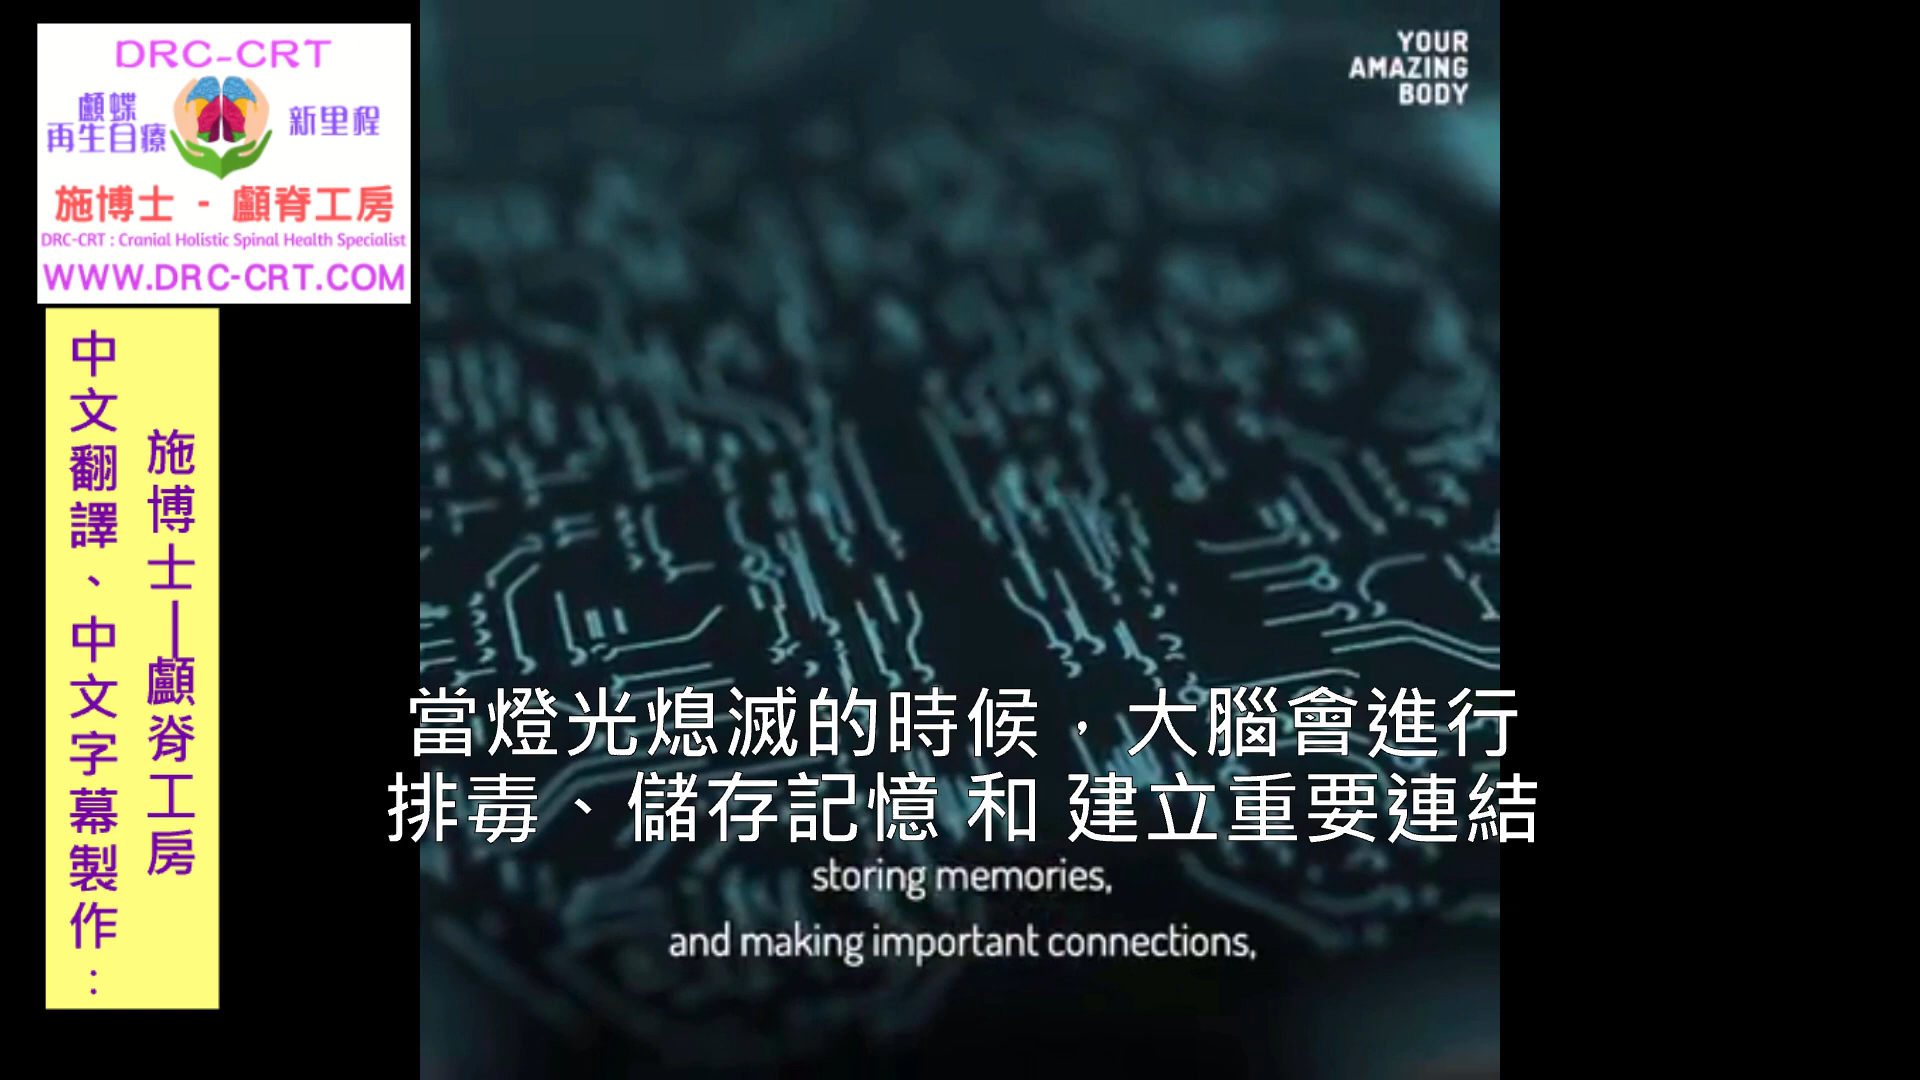 DRC-CRT
顱蝶
再生自療
新里程
施博士 - 顱脊工房
DRC-CRT : Cranial Holistic Spinal Health Specialist
WWW.DRC-CRT.COM
中文翻譯、中文字幕製作：
施博士—顱脊工房
YOUR
AMAZING
BODY
當燈光熄滅的時候，大腦會進行
排毒、儲存記憶 和 建立重要連結
storing memories,
and making important connections,